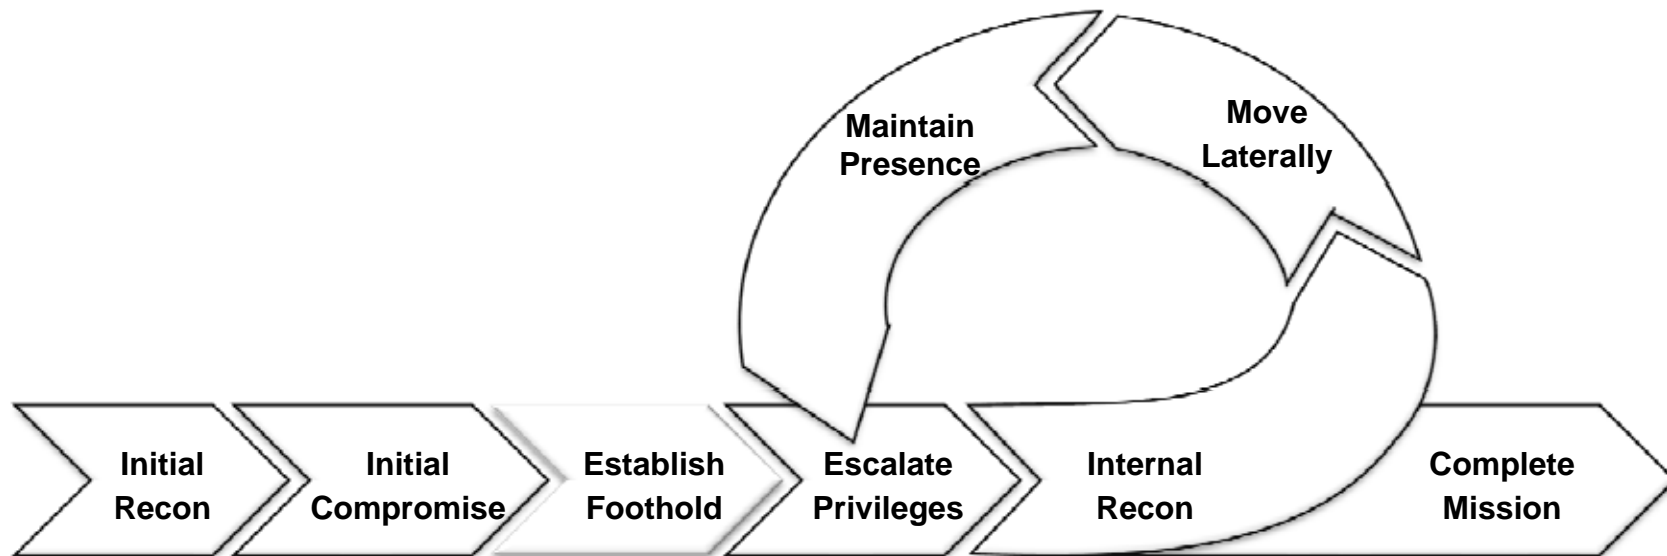 Maintain
Presence
Move
Laterally
Initial
Recon
Initial
Compromise
Establish
Foothold
Escalate
Privileges
Internal
Recon
Complete
Mission